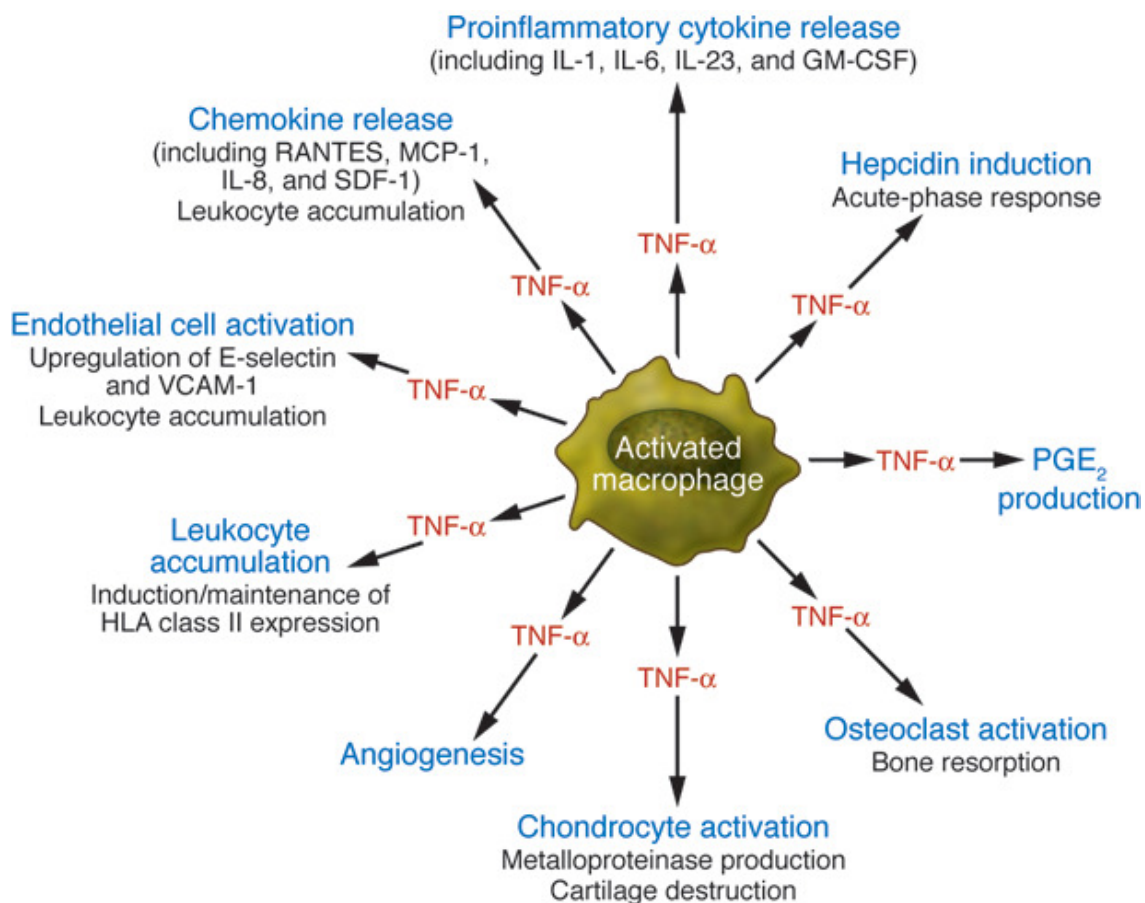 Proinflammatory cytokine release
(including IL-1, IL-6, IL-23, and GM-CSF)
Chemokine release
(including RANTES, MCP-1,
IL-8, and SDF-1)
Leukocyte accumulation
Hepcidin induction
Acute-phase response
TNF-α
TNF-α
TNF-α
Endothelial cell activation
Upregulation of E-selectin
and VCAM-1
Leukocyte accumulation
TNF-α
Activated
macrophage
TNF-α
PGE₂
production
Leukocyte
accumulation
Induction/maintenance of
HLA class II expression
TNF-α
TNF-α
TNF-α
TNF-α
Angiogenesis
Osteoclast activation
Bone resorption
Chondrocyte activation
Metalloproteinase production
Cartilage destruction